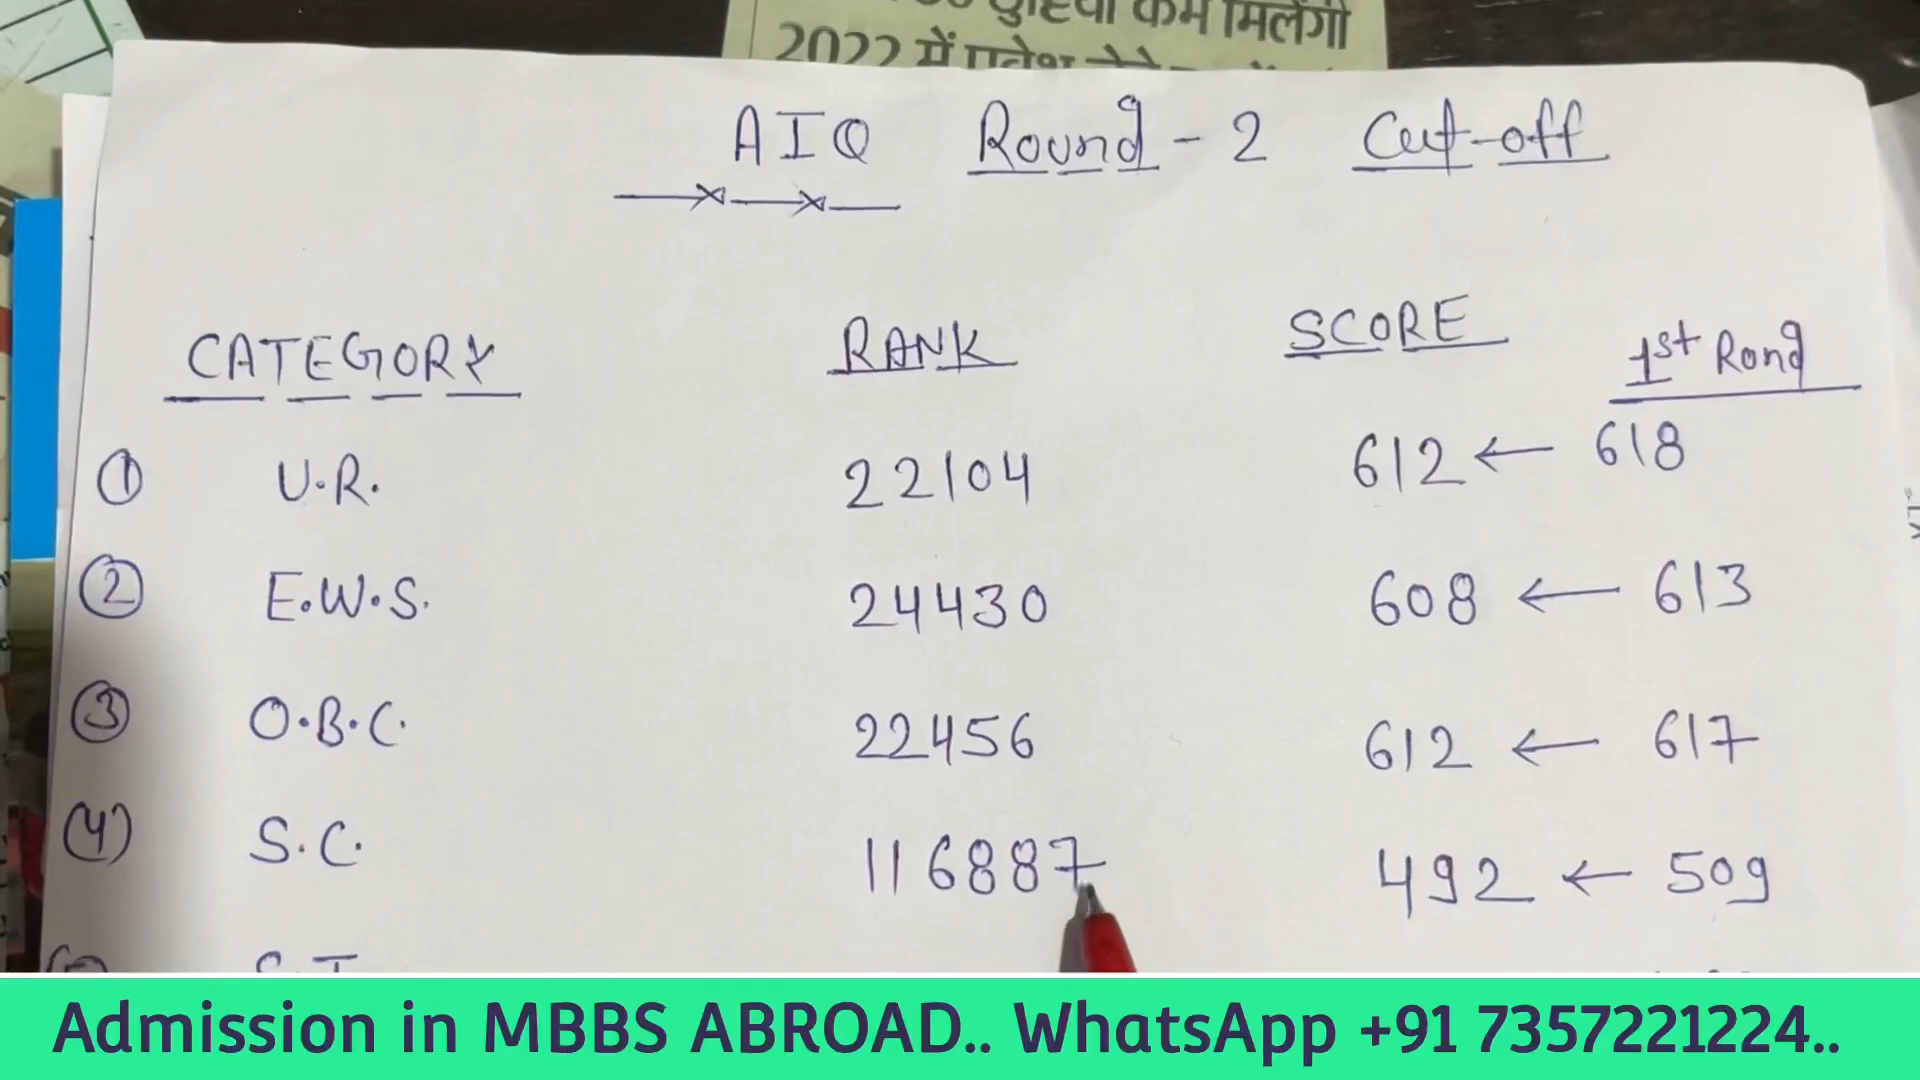 कम मिलेंगी
2022 में
AIQ Round - 2 Cut-off
CATEGORY RANK SCORE 1st Rond
① U.R. 22104 612 ← 618
② E.W.S. 24430 608 ← 613
③ O.B.C. 22456 612 ← 617
(4) S.C. 116887 492 ← 509
Admission in MBBS ABROAD.. WhatsApp +91 7357221224..